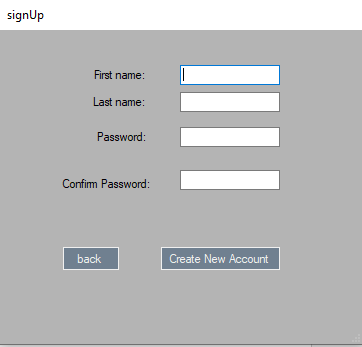 signUp
First name:
Last name:
Password:
Confirm Password:
back
Create New Account